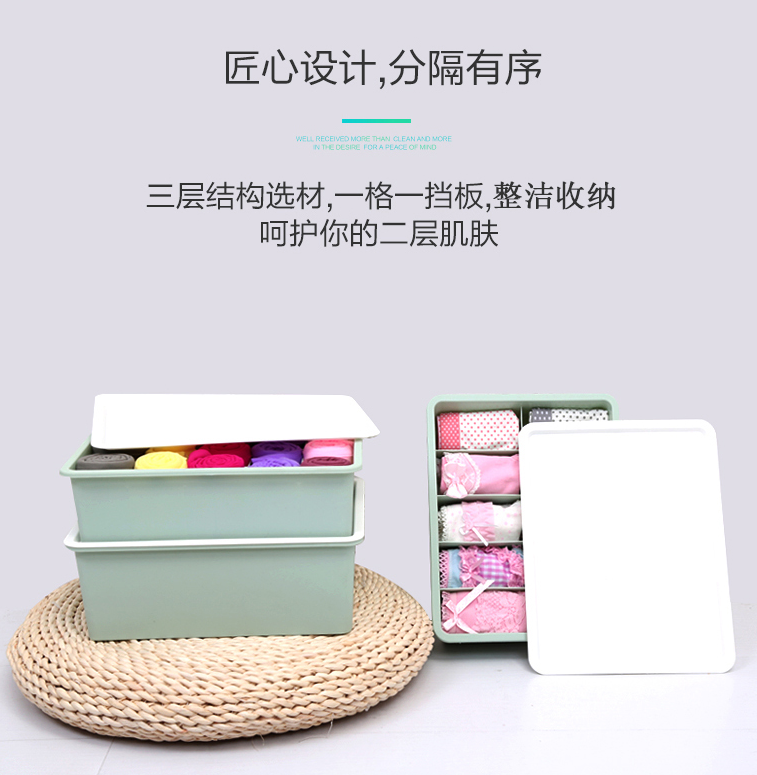 匠心设计,分隔有序
WELL RECEIVED MORE THAN CLEAN AND MORE
IN THE DESIRE FOR A PEACE OF MIND
三层结构选材,一格一挡板,整洁收纳
呵护你的二层肌肤